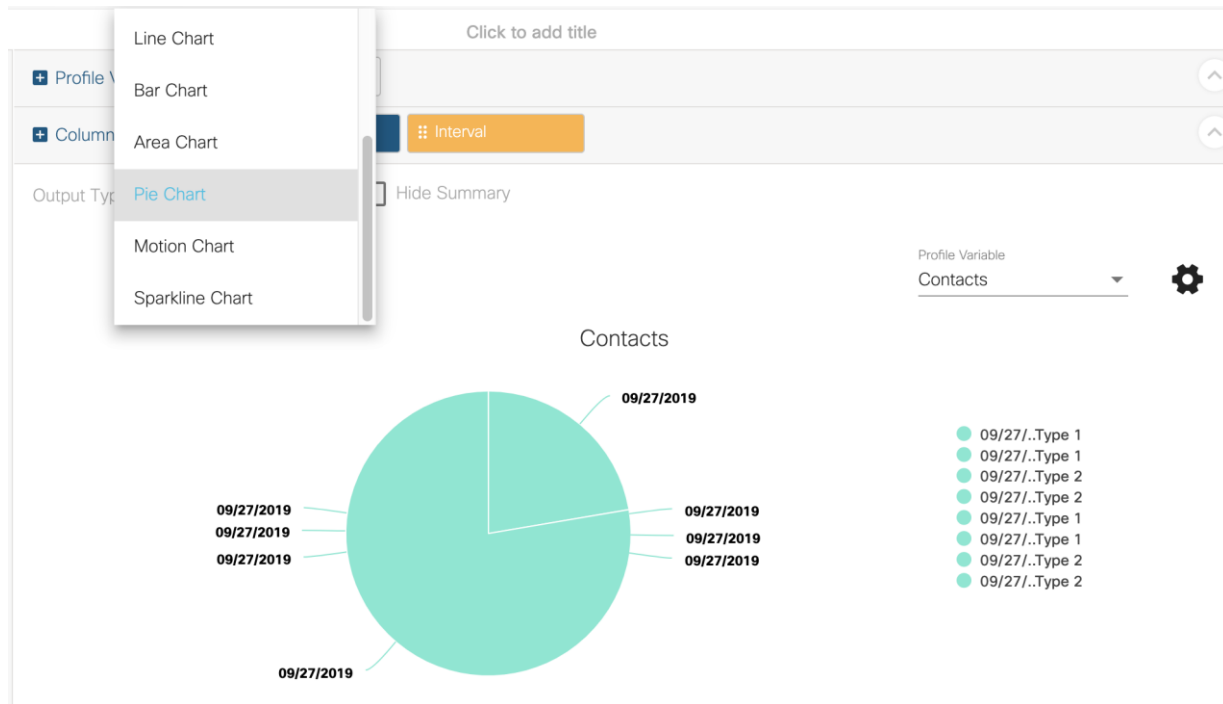 Click to add title
Line Chart
Profile
Bar Chart
Column
Interval
Area Chart
Output
Pie Chart
Hide Summary
Motion Chart
Sparkline Chart
Profile Variable
Contacts
Contacts
09/27/2019
09/27/2019
09/27/2019
09/27/2019
09/27/2019
09/27/2019
09/27/2019
09/27/2019
09/27/..Type 1
09/27/..Type 1
09/27/..Type 2
09/27/..Type 2
09/27/..Type 1
09/27/..Type 1
09/27/..Type 2
09/27/..Type 2